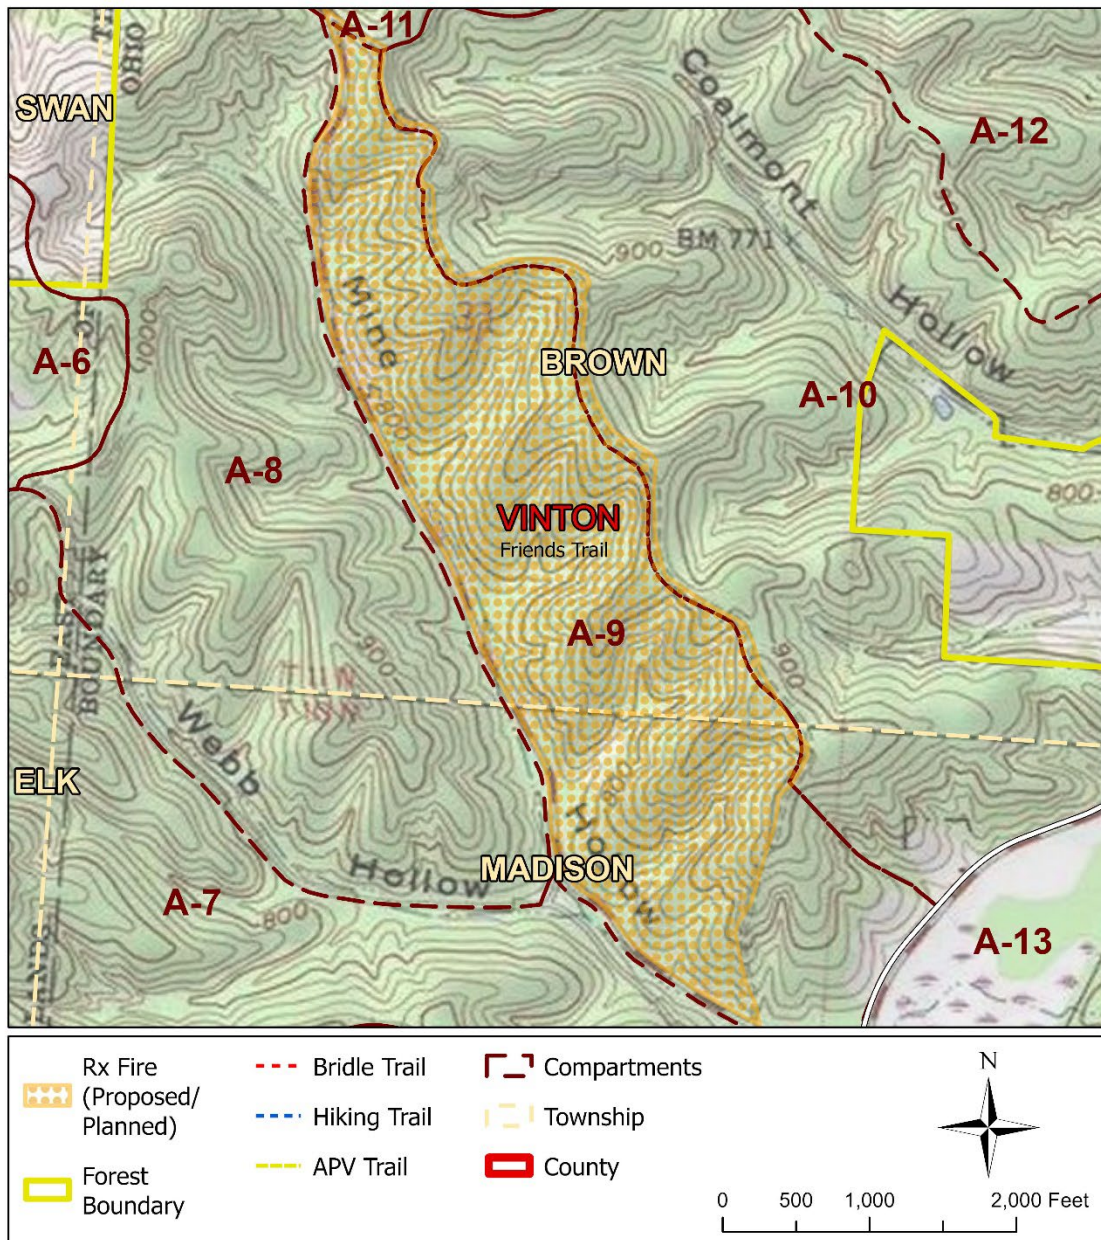 A-11
OHIO
SWAN
Coalmont
A-12
900
BM 771
Hollow
Mine
1000
A-6
BROWN
A-10
800
A-8
800
VINTON
Friends Trail
BOUNDARY
A-9
900
900
Webb
ELK
800
Hollow
MADISON
Hollow
A-7
800
A-13
Rx Fire
(Proposed/
Planned)
Forest
Boundary
Bridle Trail
Hiking Trail
APV Trail
Compartments
Township
County
N
0 500 1,000 2,000 Feet